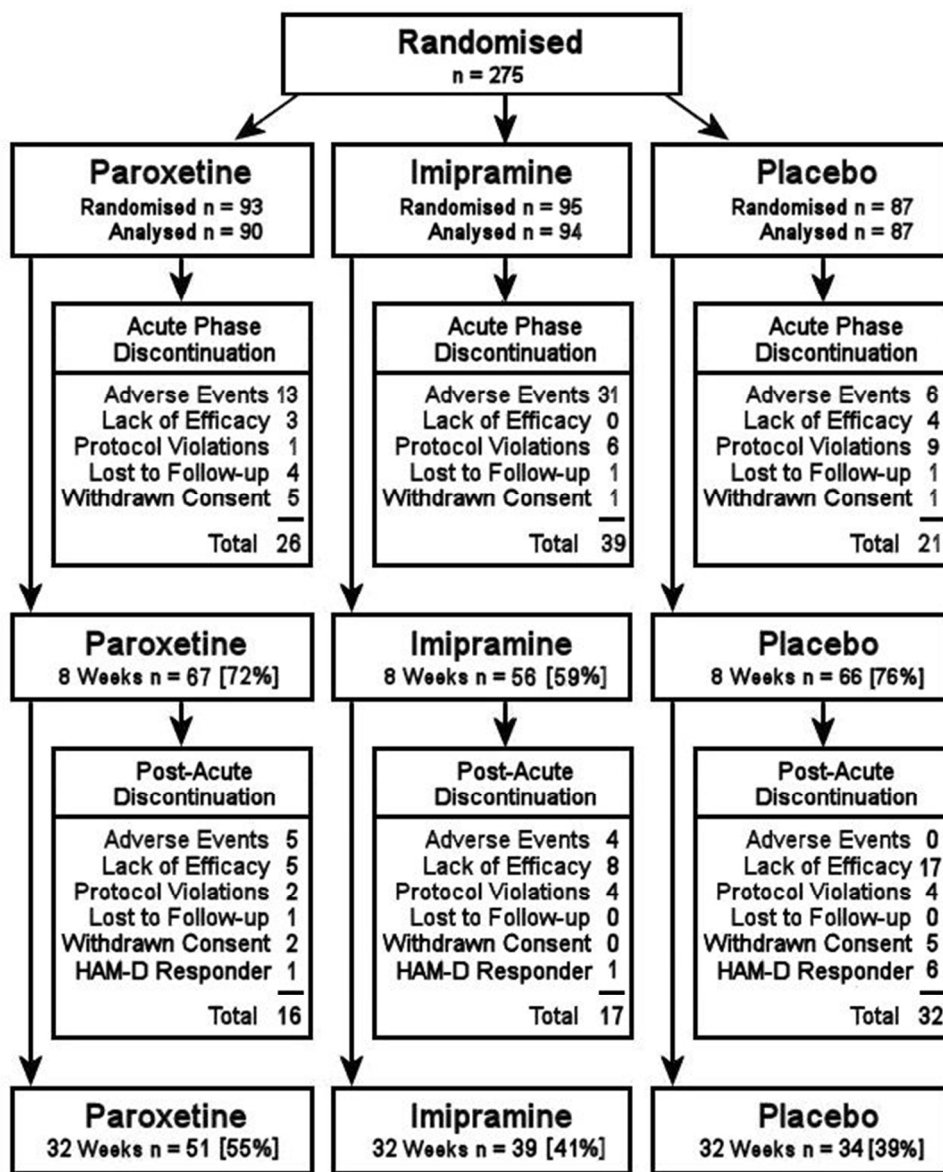 Randomised
n = 275
Paroxetine
Randomised n = 93
Analysed n = 90
Imipramine
Randomised n = 95
Analysed n = 94
Placebo
Randomised n = 87
Analysed n = 87
Acute Phase
Discontinuation
Adverse Events 13
Lack of Efficacy 3
Protocol Violations 1
Lost to Follow-up 4
Withdrawn Consent 5
Total 26
Acute Phase
Discontinuation
Adverse Events 31
Lack of Efficacy 0
Protocol Violations 6
Lost to Follow-up 1
Withdrawn Consent 1
Total 39
Acute Phase
Discontinuation
Adverse Events 6
Lack of Efficacy 4
Protocol Violations 9
Lost to Follow-up 1
Withdrawn Consent 1
Total 21
Paroxetine
8 Weeks n = 67 [72%]
Imipramine
8 Weeks n = 56 [59%]
Placebo
8 Weeks n = 66 [76%]
Post-Acute
Discontinuation
Adverse Events 5
Lack of Efficacy 5
Protocol Violations 2
Lost to Follow-up 1
Withdrawn Consent 2
HAM-D Responder 1
Total 16
Post-Acute
Discontinuation
Adverse Events 4
Lack of Efficacy 8
Protocol Violations 4
Lost to Follow-up 0
Withdrawn Consent 0
HAM-D Responder 1
Total 17
Post-Acute
Discontinuation
Adverse Events 0
Lack of Efficacy 17
Protocol Violations 4
Lost to Follow-up 0
Withdrawn Consent 5
HAM-D Responder 6
Total 32
Paroxetine
32 Weeks n = 51 [55%]
Imipramine
32 Weeks n = 39 [41%]
Placebo
32 Weeks n = 34 [39%]